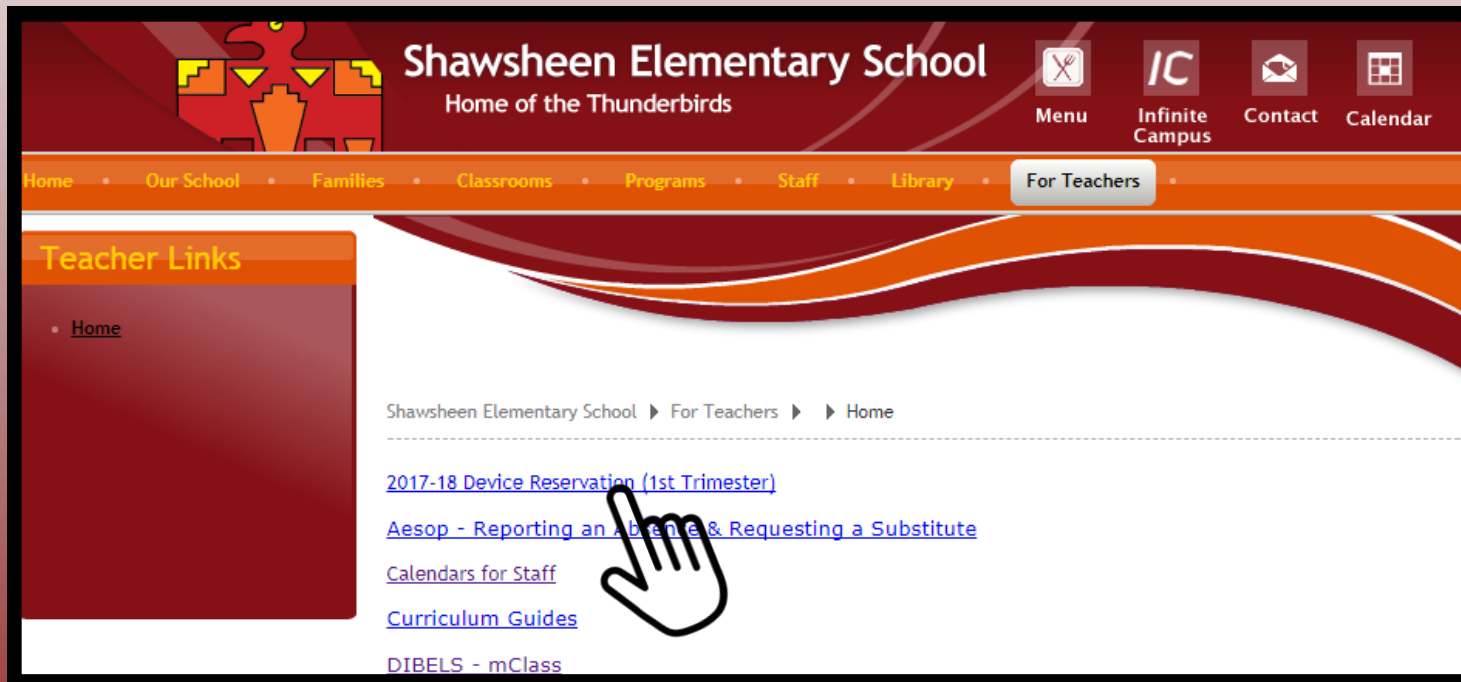 Shawsheen Elementary School
Home of the Thunderbirds
Menu
IC
Infinite
Campus
Contact
Calendar
Home • Our School • Families • Classrooms • Programs • Staff • Library • For Teachers •
Teacher Links
• Home
Shawsheen Elementary School ▶ For Teachers ▶ ▶ Home
2017-18 Device Reservation (1st Trimester)
Aesop - Reporting an Absence & Requesting a Substitute
Calendars for Staff
Curriculum Guides
DIBELS - mClass